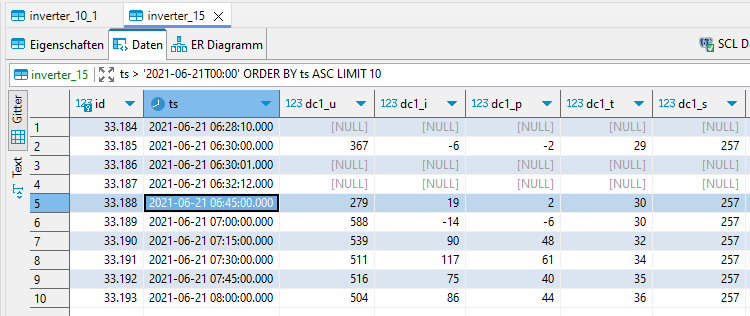 inverter_10_1 inverter_15
Eigenschaften Daten ER Diagramm SCL D
inverter_15 ts > '2021-06-21T00:00' ORDER BY ts ASC LIMIT 10
Gitter
Text
123 id ts 123 dc1_u 123 dc1_i 123 dc1_p 123 dc1_t 123 dc1_s
1 33.184 2021-06-21 06:28:10.000 [NULL] [NULL] [NULL] [NULL] [NULL]
2 33.185 2021-06-21 06:30:00.000 367 -6 -2 29 257
3 33.186 2021-06-21 06:30:01.000 [NULL] [NULL] [NULL] [NULL] [NULL]
4 33.187 2021-06-21 06:32:12.000 [NULL] [NULL] [NULL] [NULL] [NULL]
5 33.188 2021-06-21 06:45:00.000 279 19 2 30 257
6 33.189 2021-06-21 07:00:00.000 588 -14 -6 30 257
7 33.190 2021-06-21 07:15:00.000 539 90 48 32 257
8 33.191 2021-06-21 07:30:00.000 511 117 61 34 257
9 33.192 2021-06-21 07:45:00.000 516 75 40 35 257
10 33.193 2021-06-21 08:00:00.000 504 86 44 36 257